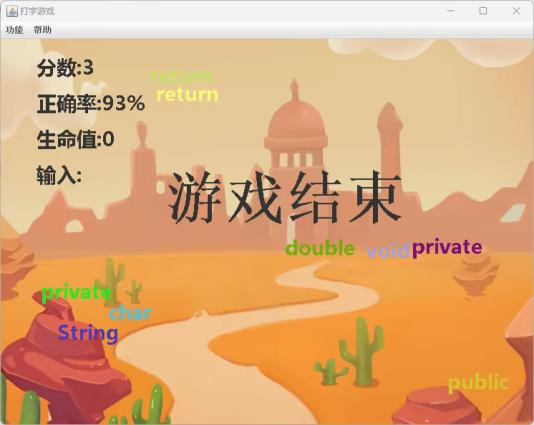 打字游戏
功能 帮助
分数:3
return
return
正确率:93%
生命值:0
输入:
游戏结束
double void private
private
char
String
public